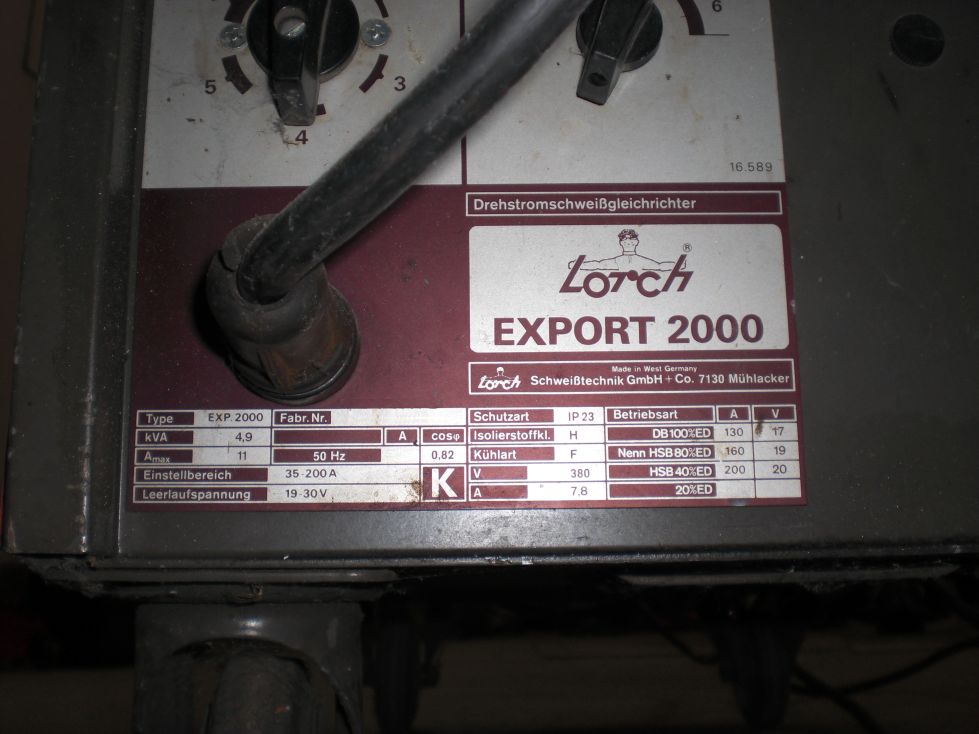 6
5
3
4
16.589
Drehstromschweißgleichrichter
Lorch ®
EXPORT 2000
Made in West Germany
Lorch Schweißtechnik GmbH + Co. 7130 Mühlacker
Type EXP.2000 Fabr. Nr. Schutzart IP 23 Betriebsart A V
kVA 4,9 A cosφ Isolierstoffkl. H DB 100%ED 130 17
Amax 11 50 Hz 0,82 Kühlart F Nenn HSB 80%ED 160 19
Einstellbereich 35-200 A K V 380 HSB 40%ED 200 20
Leerlaufspannung 19-30 V A 7,8 20%ED